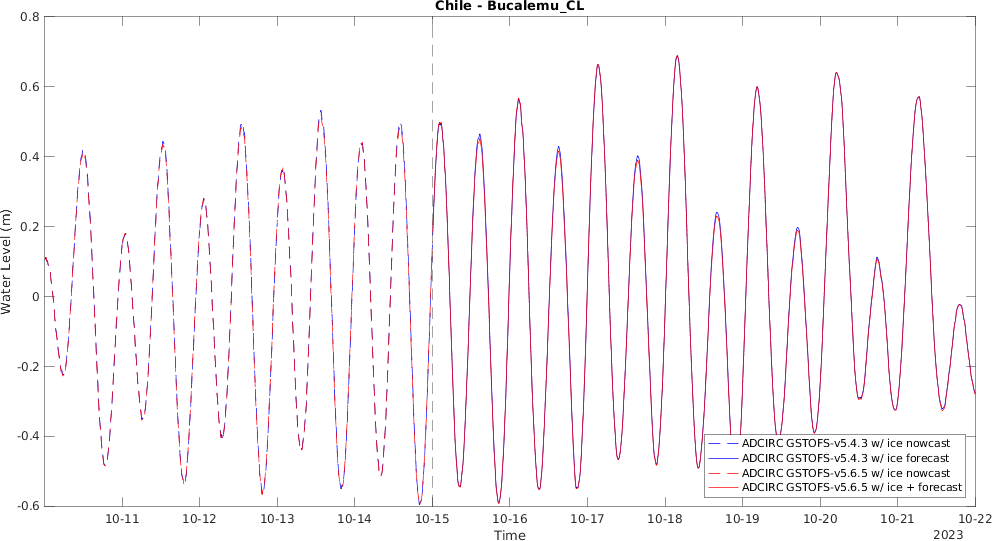 Chile - Bucalemu_CL
0.8
0.6
0.4
0.2
0
-0.2
-0.4
-0.6
Water Level (m)
10-11 10-12 10-13 10-14 10-15 10-16 10-17 10-18 10-19 10-20 10-21 10-22
Time
2023
ADCIRC GSTOFS-v5.4.3 w/ ice nowcast
ADCIRC GSTOFS-v5.4.3 w/ ice forecast
ADCIRC GSTOFS-v5.6.5 w/ ice nowcast
ADCIRC GSTOFS-v5.6.5 w/ ice + forecast